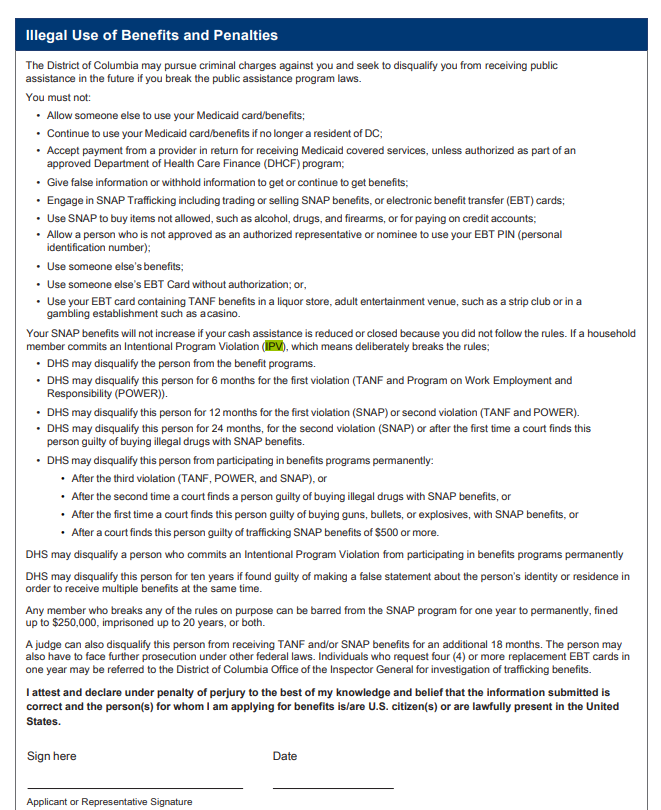 Illegal Use of Benefits and Penalties
The District of Columbia may pursue criminal charges against you and seek to disqualify you from receiving public
assistance in the future if you break the public assistance program laws.
You must not:
• Allow someone else to use your Medicaid card/benefits;
• Continue to use your Medicaid card/benefits if no longer a resident of DC;
• Accept payment from a provider in return for receiving Medicaid covered services, unless authorized as part of an
approved Department of Health Care Finance (DHCF) program;
• Give false information or withhold information to get or continue to get benefits;
• Engage in SNAP Trafficking including trading or selling SNAP benefits, or electronic benefit transfer (EBT) cards;
• Use SNAP to buy items not allowed, such as alcohol, drugs, and firearms, or for paying on credit accounts;
• Allow a person who is not approved as an authorized representative or nominee to use your EBT PIN (personal
identification number);
• Use someone else's benefits;
• Use someone else's EBT Card without authorization; or,
• Use your EBT card containing TANF benefits in a liquor store, adult entertainment venue, such as a strip club or in a
gambling establishment such as a casino.
Your SNAP benefits will not increase if your cash assistance is reduced or closed because you did not follow the rules. If a household
member commits an Intentional Program Violation (IPV), which means deliberately breaks the rules;
• DHS may disqualify the person from the benefit programs.
• DHS may disqualify this person for 6 months for the first violation (TANF and Program on Work Employment and
Responsibility (POWER)).
• DHS may disqualify this person for 12 months for the first violation (SNAP) or second violation (TANF and POWER).
• DHS may disqualify this person for 24 months, for the second violation (SNAP) or after the first time a court finds this
person guilty of buying illegal drugs with SNAP benefits.
• DHS may disqualify this person from participating in benefits programs permanently:
• After the third violation (TANF, POWER, and SNAP), or
• After the second time a court finds a person guilty of buying illegal drugs with SNAP benefits, or
• After the first time a court finds this person guilty of buying guns, bullets, or explosives, with SNAP benefits, or
• After a court finds this person guilty of trafficking SNAP benefits of $500 or more.
DHS may disqualify a person who commits an Intentional Program Violation from participating in benefits programs permanently
DHS may disqualify this person for ten years if found guilty of making a false statement about the person's identity or residence in
order to receive multiple benefits at the same time.
Any member who breaks any of the rules on purpose can be barred from the SNAP program for one year to permanently, fined
up to $250,000, imprisoned up to 20 years, or both.
A judge can also disqualify this person from receiving TANF and/or SNAP benefits for an additional 18 months. The person may
also have to face further prosecution under other federal laws. Individuals who request four (4) or more replacement EBT cards in
one year may be referred to the District of Columbia Office of the Inspector General for investigation of trafficking benefits.
I attest and declare under penalty of perjury to the best of my knowledge and belief that the information submitted is
correct and the person(s) for whom I am applying for benefits is/are U.S. citizen(s) or are lawfully present in the United
States.
Sign here Date
Applicant or Representative Signature